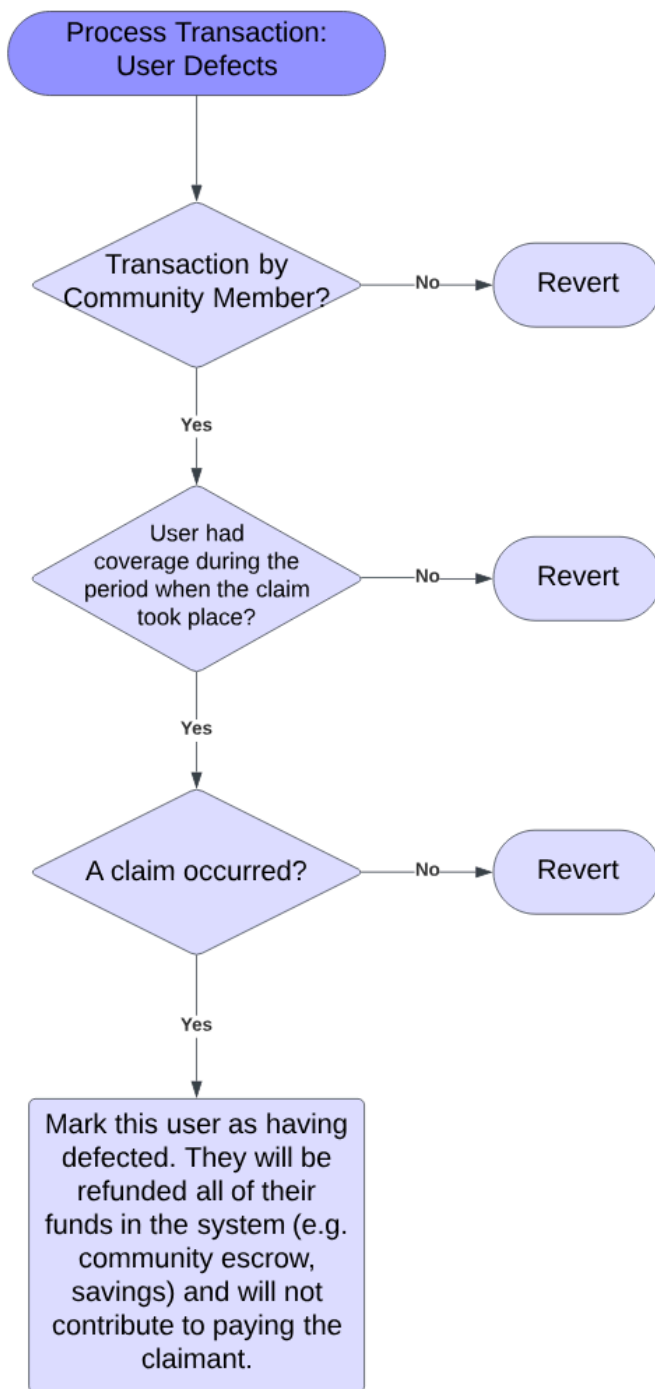 Process Transaction:
User Defects
Transaction by
Community Member?
No
Revert
Yes
User had
coverage during the
period when the claim
took place?
No
Revert
Yes
A claim occurred?
No
Revert
Yes
Mark this user as having
defected. They will be
refunded all of their
funds in the system (e.g.
community escrow,
savings) and will not
contribute to paying the
claimant.